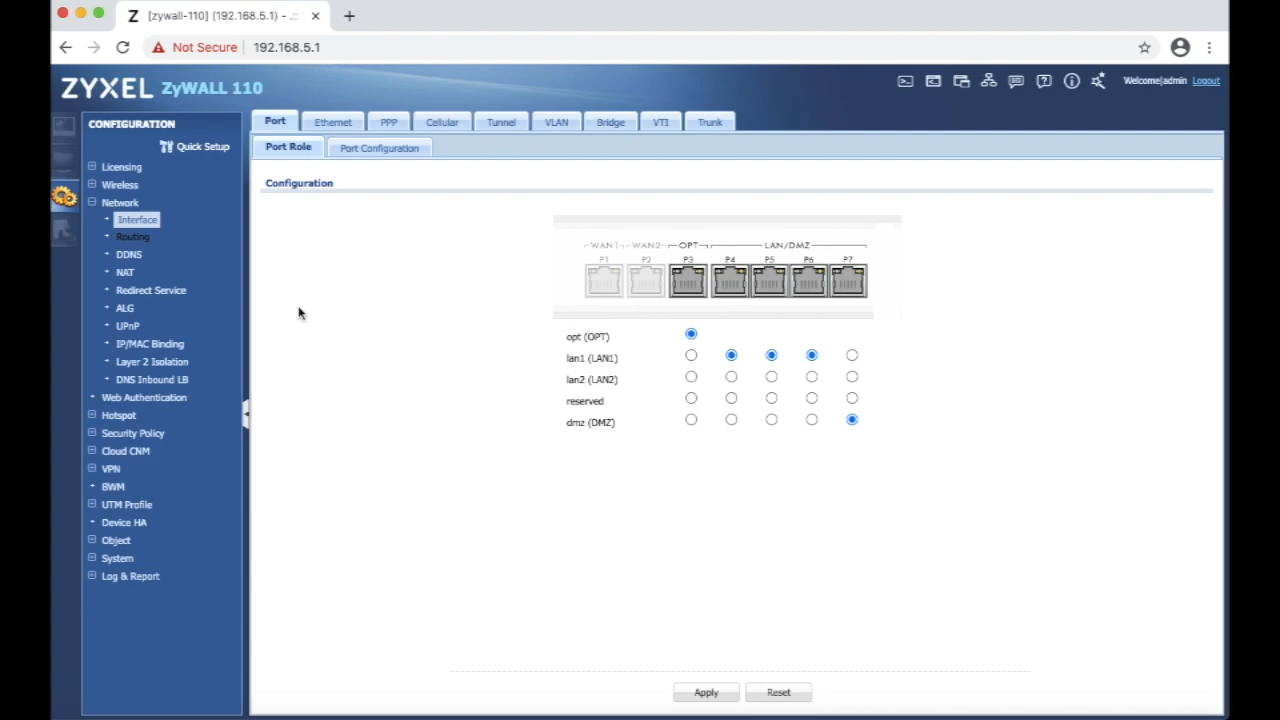 [zywall-110] (192.168.5.1) - .::
Not Secure 192.168.5.1
ZYXEL ZyWALL 110
Welcome|admin Logout
CONFIGURATION
Quick Setup
Licensing
Wireless
Network
Interface
Routing
DDNS
NAT
Redirect Service
ALG
UPnP
IP/MAC Binding
Layer 2 Isolation
DNS Inbound LB
Web Authentication
Hotspot
Security Policy
Cloud CNM
VPN
BWM
UTM Profile
Device HA
Object
System
Log & Report
Port Ethernet PPP Cellular Tunnel VLAN Bridge VTI Trunk
Port Role Port Configuration
Configuration
WAN1 WAN2 OPT LAN/DMZ
P1 P2 P3 P4 P5 P6 P7
opt (OPT)
lan1 (LAN1)
lan2 (LAN2)
reserved
dmz (DMZ)
Apply Reset